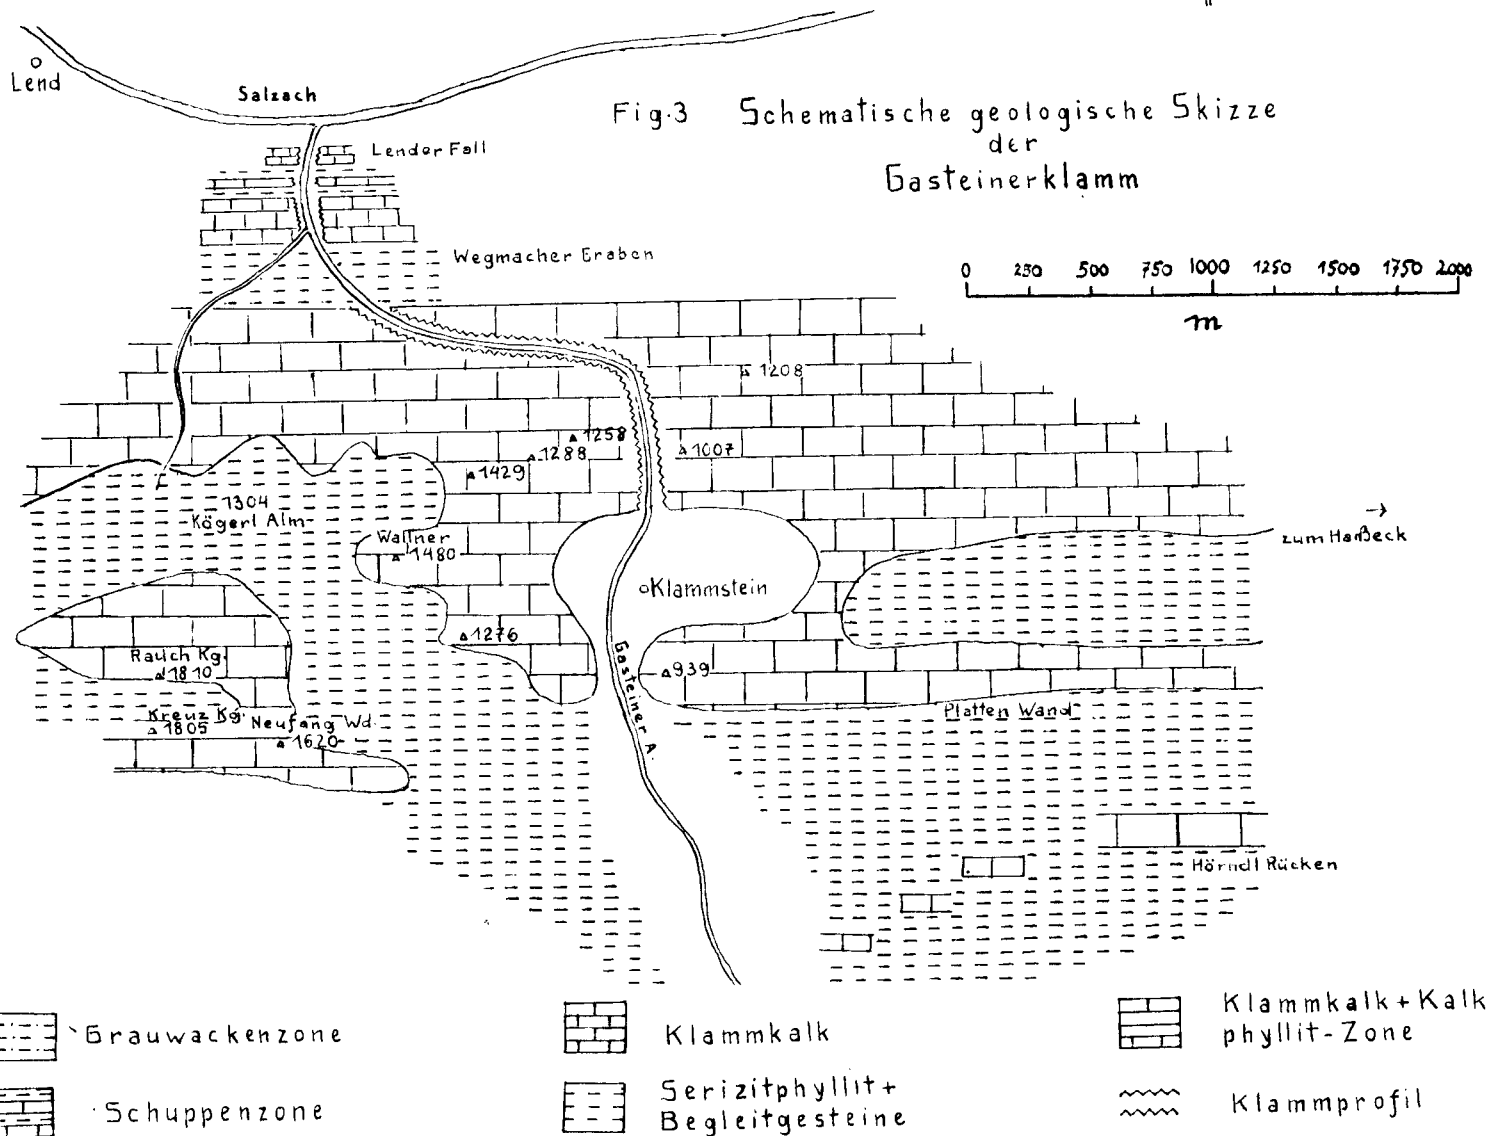 Lend
Salzach
Fig.3 Schematische geologische Skizze
der
Gasteinerklamm
Lender Fall
Wegmacher Eraben
0 250 500 750 1000 1250 1500 1750 2000
m
1208
1258
1288
1429
1007
1304
Kögerl Alm
Wallner
1480
zum Haßeck
Klammstein
1276
Gasteiner A.
939
Rauch Kg.
1810
Kreuz Kg.
1805
Neufang Wd.
1620
Platten Wand
Hörndl Rücken
Grauwackenzone
Klammkalk
Klammkalk + Kalk
phyllit-Zone
Schuppenzone
Serizitphyllit +
Begleitgesteine
Klammprofil